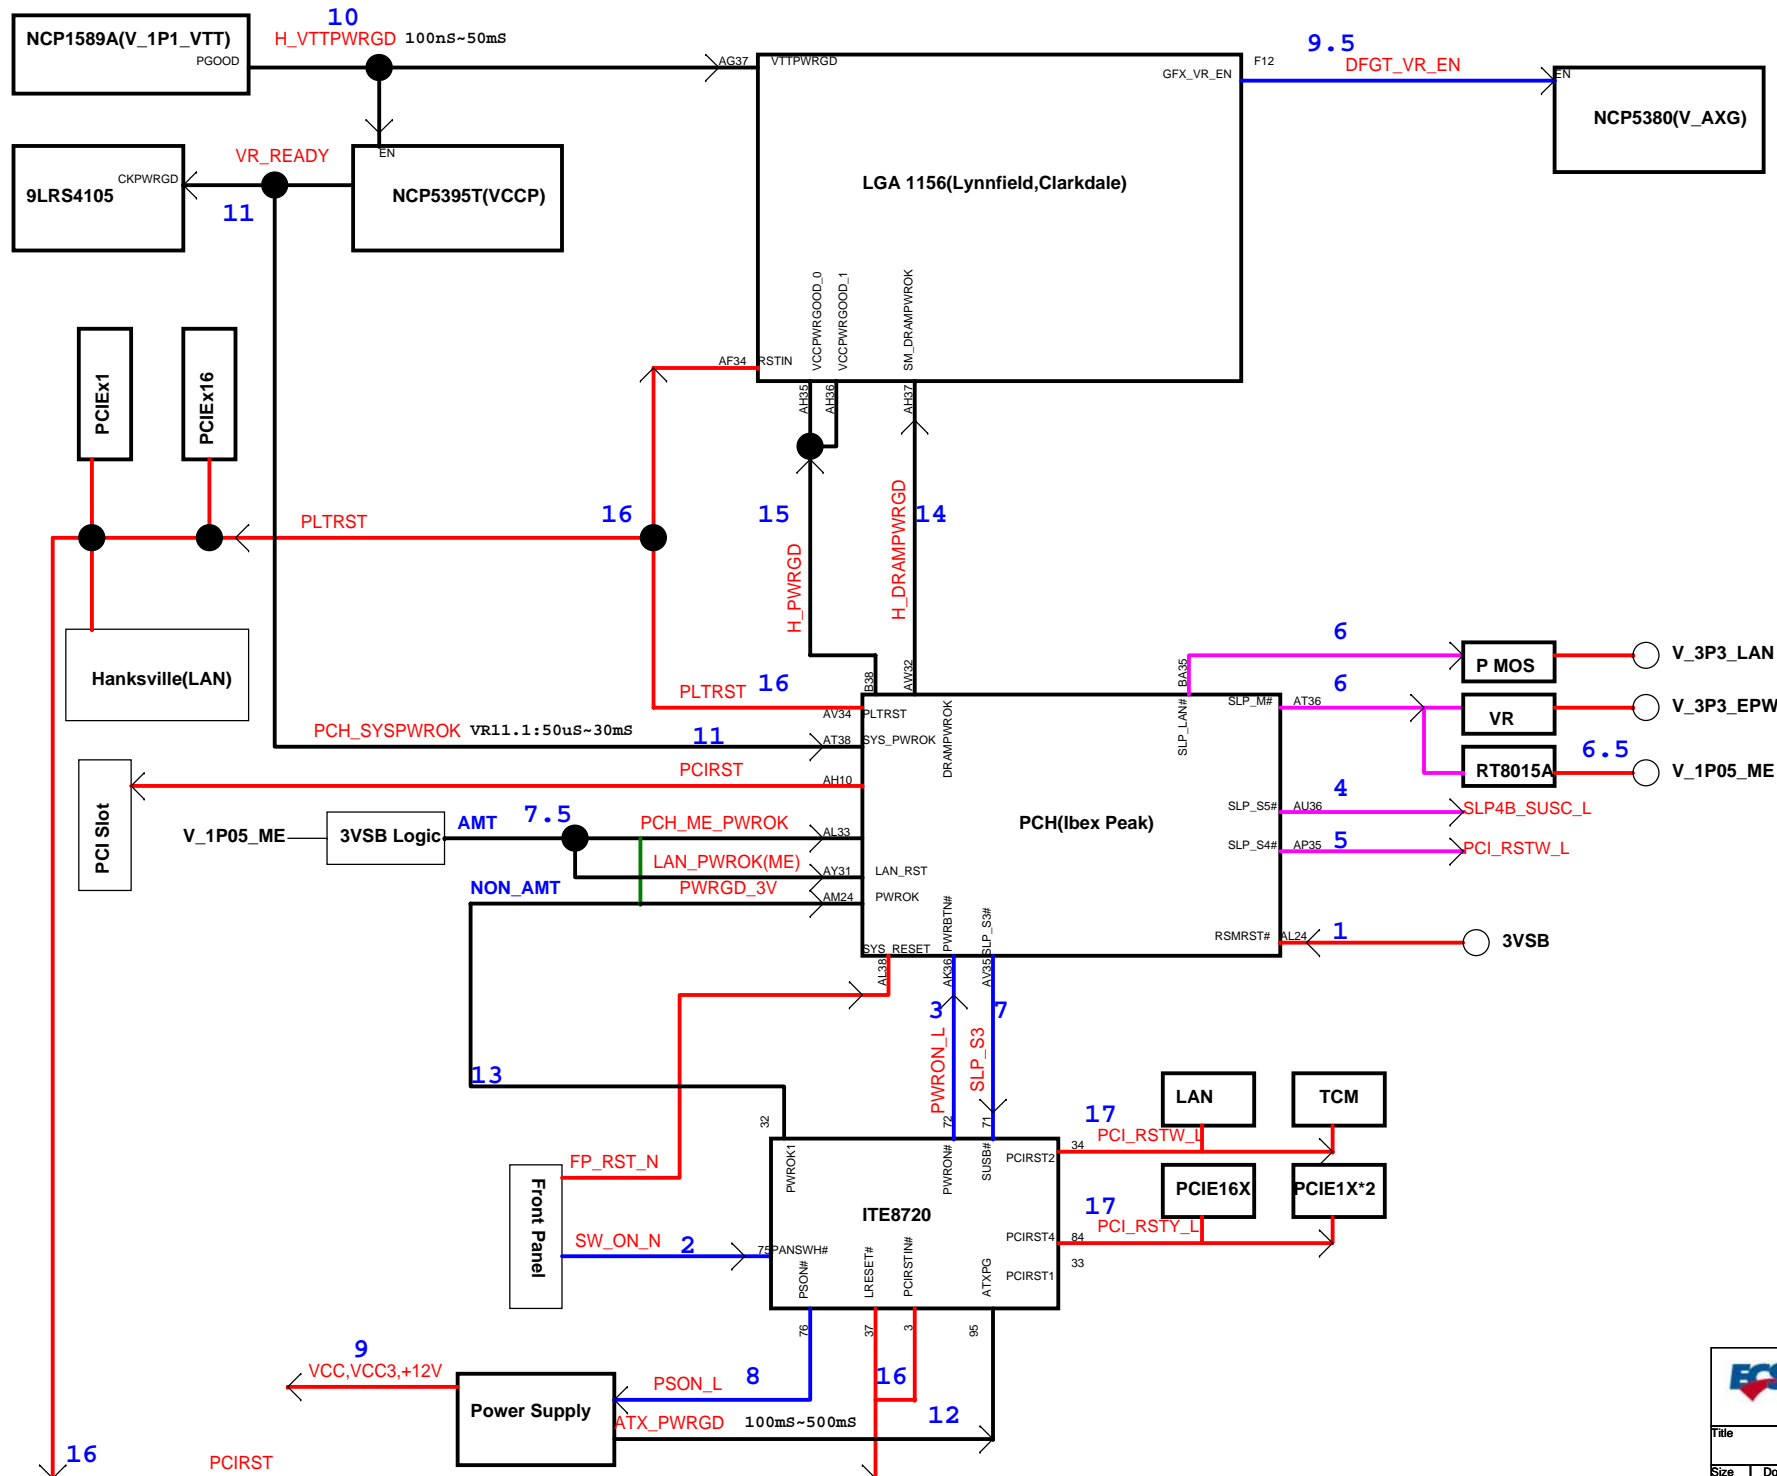 10
NCP1589A(V_1P1_VTT)
PGOOD
H_VTTPWRGD 100nS~50mS
AG37
VTTPWRGD
GFX_VR_EN
F12
9.5
DFGT_VR_EN
EN
NCP5380(V_AXG)
9LRS4105
CKPWRGD
VR_READY
11
EN
NCP5395T(VCCP)
LGA 1156(Lynnfield,Clarkdale)
VCCPWRGOOD_0
VCCPWRGOOD_1
SM_DRAMPWROK
AF34
RSTIN
AH35
AH36
AH37
PCIEx1
PCIEx16
PLTRST
16
15
H_PWRGD
H_DRAMPWRGD
14
Hanksville(LAN)
PLTRST
16
B38
AW32
BA35
6
P MOS
V_3P3_LAN
6
AV34
PLTRST
DRAMPWROK
SLP_LAN#
SLP_M#
AT36
VR
V_3P3_EPW
PCH_SYSPWROK VR11.1:50uS~30mS
11
AT38
SYS_PWROK
RT8015A
6.5
V_1P05_ME
PCI Slot
PCIRST
AH10
4
SLP_S5#
AU36
SLP4B_SUSC_L
PCH(Ibex Peak)
V_1P05_ME
3VSB Logic
AMT
7.5
PCH_ME_PWROK
AL33
SLP_S4#
AP35
5
PCI_RSTW_L
LAN_PWROK(ME)
AY31
LAN_RST
NON_AMT
PWRGD_3V
AM24
PWROK
SYS_RESET
PWRBTN#
SLP_S3#
RSMRST#
AL24
1
3VSB
AL38
AK36
AV35
3
7
PWRON_L
SLP_S3
13
32
72
71
LAN
TCM
17
PCI_RSTW_L
34
PWROK1
PWRON#
SUSB#
PCIRST2
FP_RST_N
Front Panel
ITE8720
PCIE16X
PCIE1X*2
17
PCI_RSTY_L
PCIRST4
84
SW_ON_N
2
75
PANSWH#
PSON#
LRESET#
PCIRSTIN#
ATXPG
PCIRST1
33
76
37
3
95
9
VCC,VCC3,+12V
Power Supply
PSON_L
8
16
ATX_PWRGD
100mS~500mS
12
16
PCIRST
ECS
Title
Size
Do